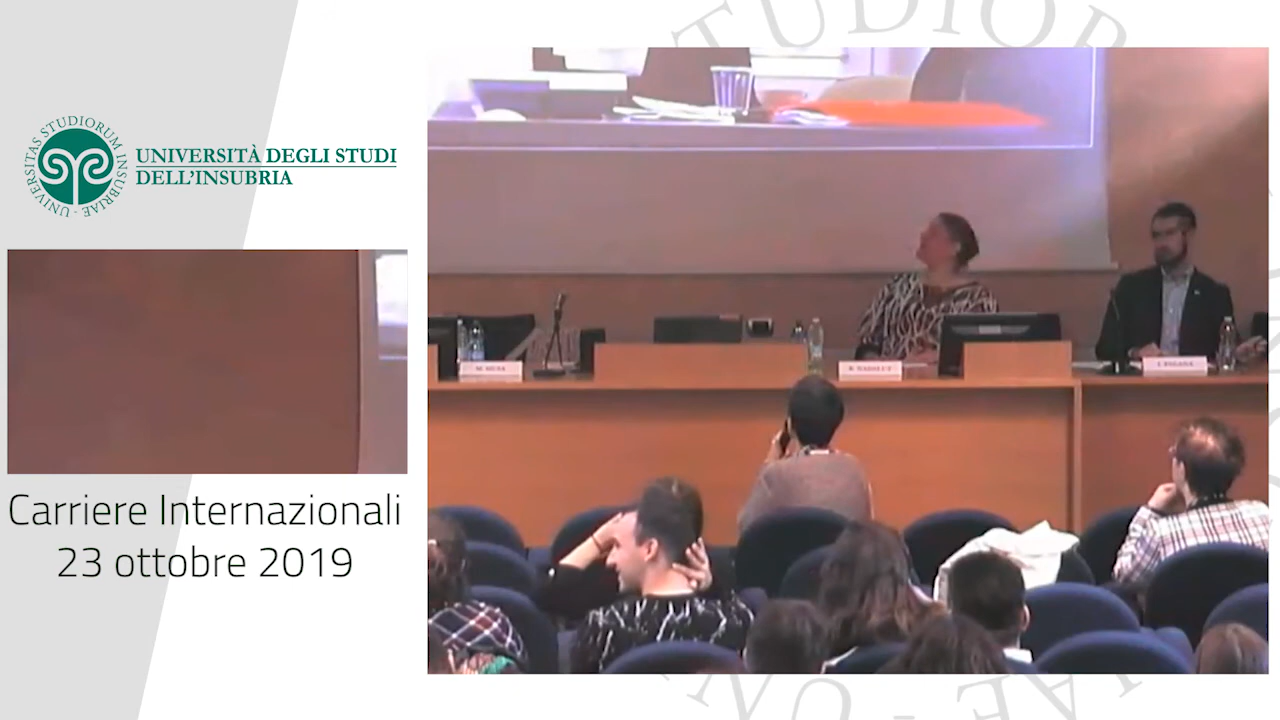 UNIVERSITAS STUDIORUM INSUBRIAE
UNIVERSITÀ DEGLI STUDI
DELL'INSUBRIA
Carriere Internazionali
23 ottobre 2019